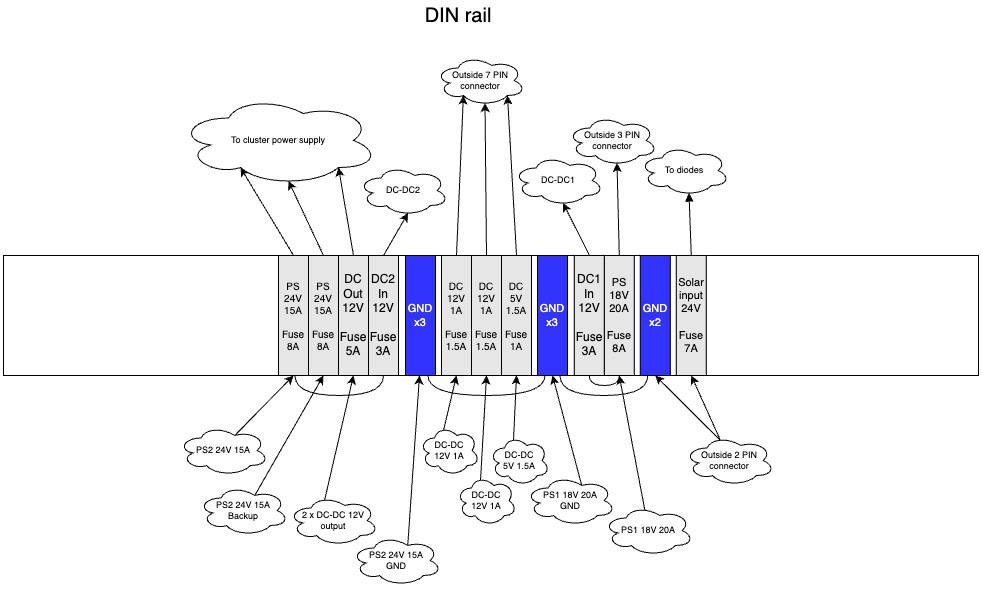 DIN rail
Outside 7 PIN
connector
To cluster power supply
Outside 3 PIN
connector
DC-DC2
DC-DC1
To diodes
PS
24V
15A
Fuse
8A
PS
24V
15A
Fuse
8A
DC
Out
12V
Fuse
5A
DC2
In
12V
Fuse
3A
GND
x3
DC
12V
1A
Fuse
1.5A
DC
12V
1A
Fuse
1.5A
DC
5V
1.5A
Fuse
1A
GND
x3
DC1
In
12V
Fuse
3A
PS
18V
20A
Fuse
8A
GND
x2
Solar
input
24V
Fuse
7A
PS2 24V 15A
DC-DC
12V 1A
DC-DC
5V 1.5A
Outside 2 PIN
connector
PS2 24V 15A
Backup
2 x DC-DC 12V
output
DC-DC
12V 1A
PS1 18V 20A
GND
PS1 18V 20A
PS2 24V 15A
GND